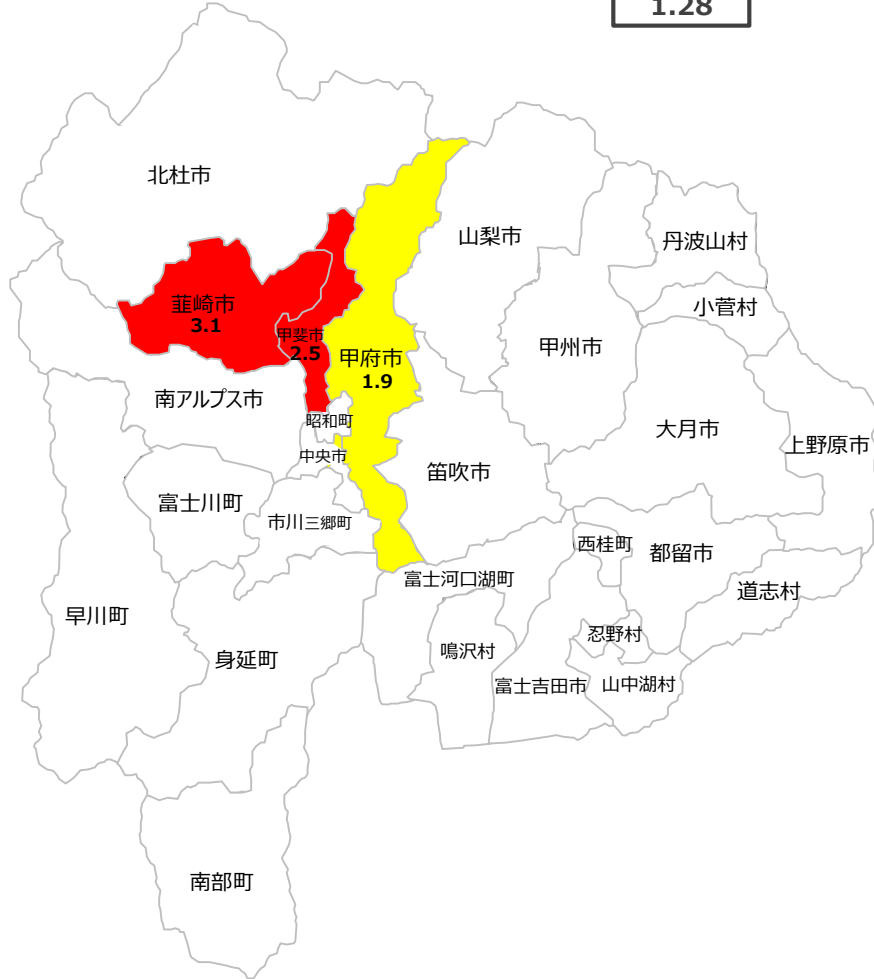 1.28
北杜市
山梨市
丹波山村
小菅村
韮崎市
3.1
甲斐市
2.5
甲府市
1.9
甲州市
南アルプス市
昭和町
大月市
上野原市
中央市
笛吹市
富士川町
市川三郷町
西桂町
都留市
富士河口湖町
道志村
早川町
忍野村
身延町
鳴沢村
富士吉田市
山中湖村
南部町